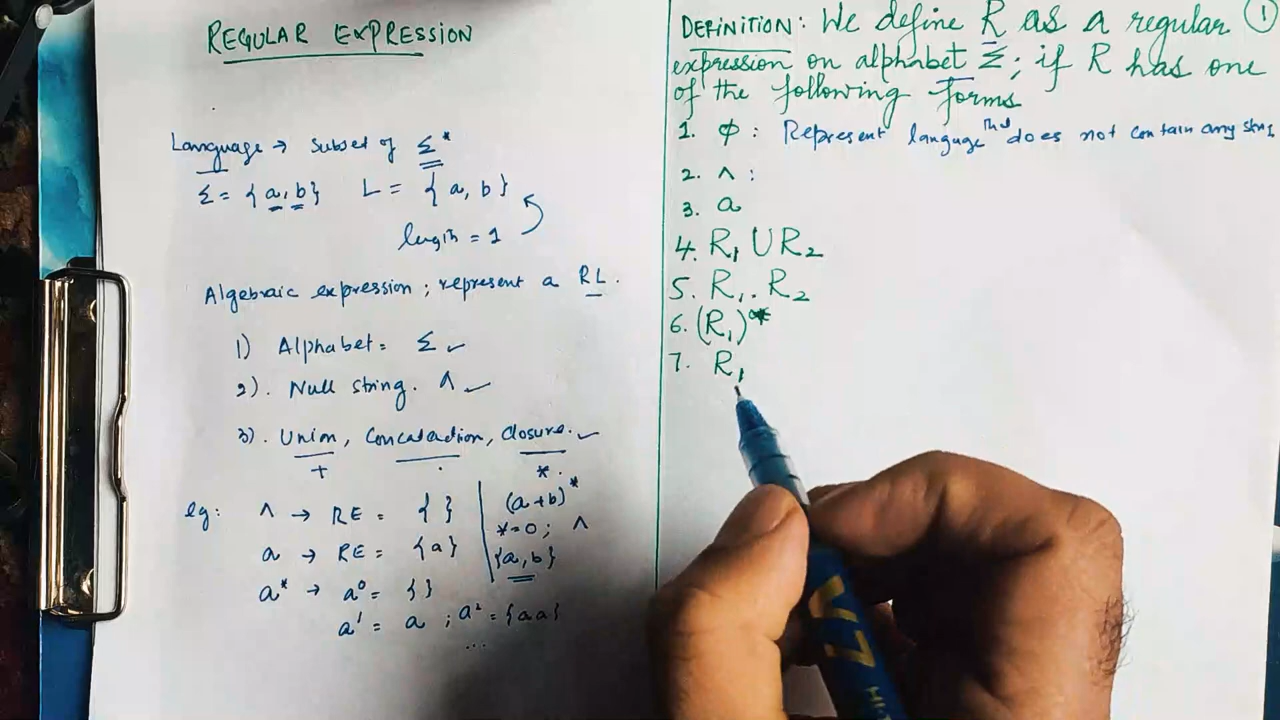 REGULAR EXPRESSION
Language → Subset of Σ*
Σ = {a, b} L = {a, b}
length = 1
Algebraic expression ; represent a RL.
1) Alphabet = Σ ✓
2). Null string. Λ ✓
3). Union, Concatenation, Closure. ✓
+ . *.
eg: Λ → RE = { }
a → RE = {a}
a* → a⁰ = { }
a¹ = a ; a² = {aa}
...
(a+b)*
*=0; Λ
{a, b}
DEFINITION: We define R as a regular ①
expression on alphabet Σ; if R has one
of the following forms
1. φ : Represent language that does not contain any strin
2. Λ :
3. a
4. R₁ U R₂
5. R₁ . R₂
6. (R₁)*
7. R₁
V7